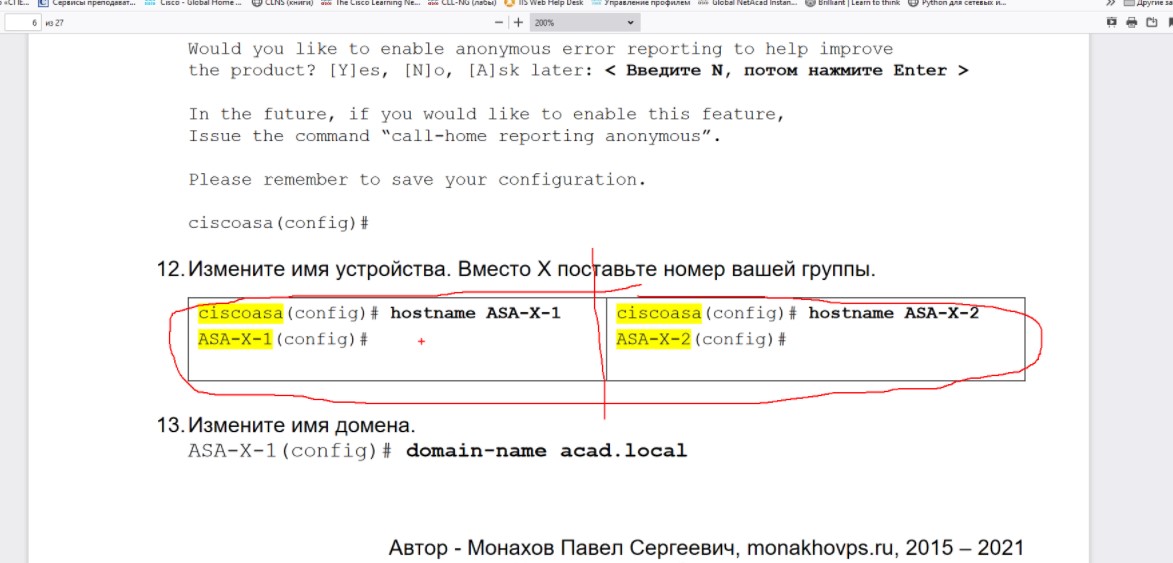 Сервисы преподават...
Cisco - Global Home ...
CLNS (книги)
The Cisco Learning Ne...
CLL-NG (лабы)
IIS Web Help Desk
Управление профилем
Global NetAcad Instan...
Brilliant | Learn to think
Python для сетевых и...
Другие за
6 из 27
200%
Would you like to enable anonymous error reporting to help improve
the product? [Y]es, [N]o, [A]sk later: < Введите N, потом нажмите Enter >
In the future, if you would like to enable this feature,
Issue the command “call-home reporting anonymous”.
Please remember to save your configuration.
ciscoasa(config)#
12. Измените имя устройства. Вместо X поставьте номер вашей группы.
ciscoasa(config)# hostname ASA-X-1
ASA-X-1(config)#
ciscoasa(config)# hostname ASA-X-2
ASA-X-2(config)#
13. Измените имя домена.
ASA-X-1(config)# domain-name acad.local
Автор - Монахов Павел Сергеевич, monakhovps.ru, 2015 – 2021